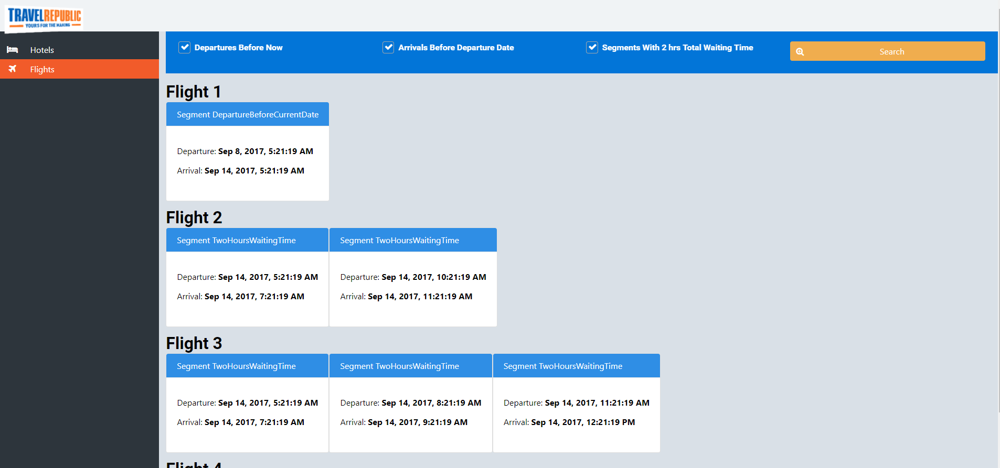 TRAVELREPUBLIC
YOURS FOR THE MAKING
Hotels
Flights
Departures Before Now
Arrivals Before Departure Date
Segments With 2 hrs Total Waiting Time
Search
Flight 1
Segment DepartureBeforeCurrentDate
Departure: Sep 8, 2017, 5:21:19 AM
Arrival: Sep 14, 2017, 5:21:19 AM
Flight 2
Segment TwoHoursWaitingTime
Departure: Sep 14, 2017, 5:21:19 AM
Arrival: Sep 14, 2017, 7:21:19 AM
Segment TwoHoursWaitingTime
Departure: Sep 14, 2017, 10:21:19 AM
Arrival: Sep 14, 2017, 11:21:19 AM
Flight 3
Segment TwoHoursWaitingTime
Departure: Sep 14, 2017, 5:21:19 AM
Arrival: Sep 14, 2017, 7:21:19 AM
Segment TwoHoursWaitingTime
Departure: Sep 14, 2017, 8:21:19 AM
Arrival: Sep 14, 2017, 9:21:19 AM
Segment TwoHoursWaitingTime
Departure: Sep 14, 2017, 11:21:19 AM
Arrival: Sep 14, 2017, 12:21:19 PM
Flight 4